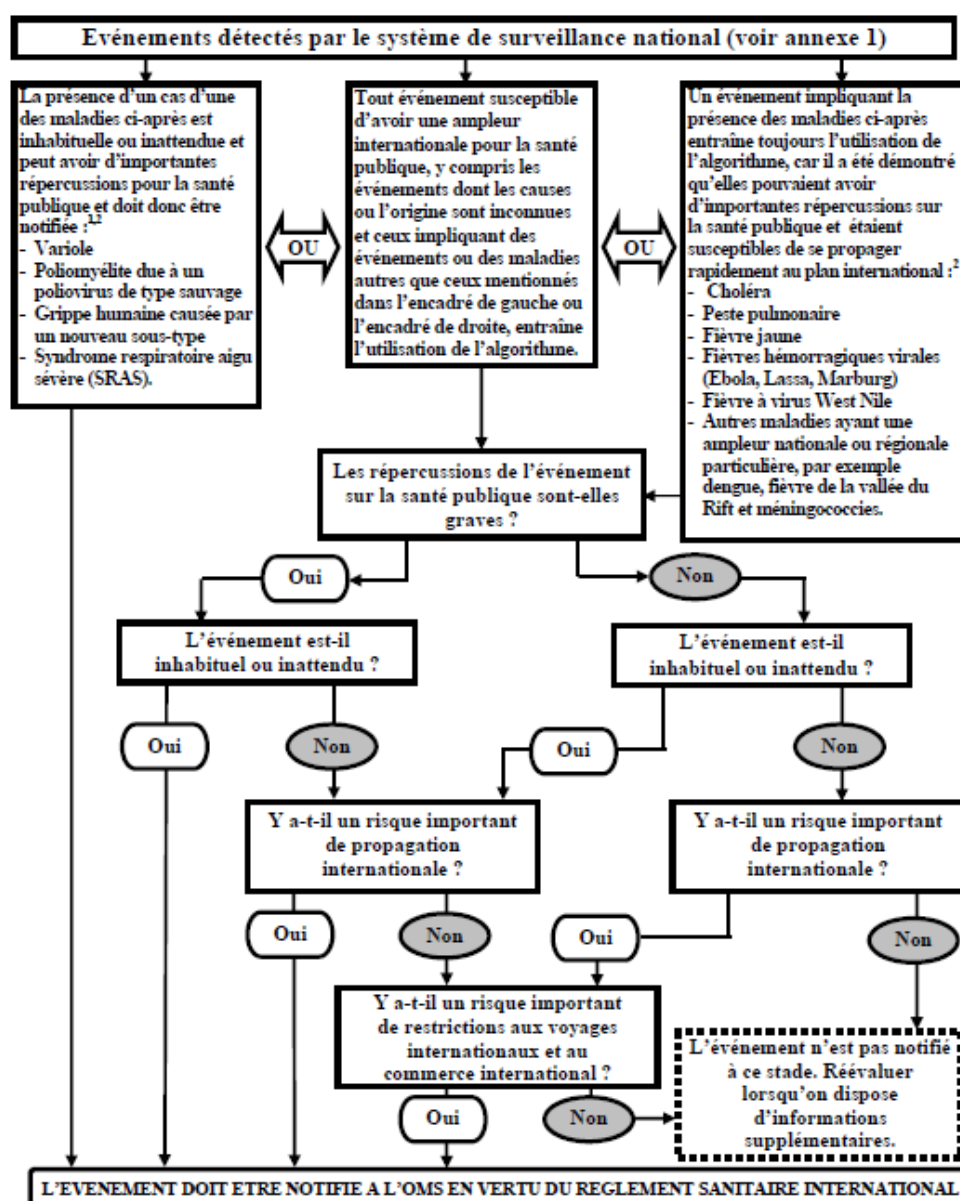 Evénements détectés par le système de surveillance national (voir annexe 1)
La présence d'un cas d'une
des maladies ci-après est
inhabituelle ou inattendue et
peut avoir d'importantes
répercussions pour la santé
publique et doit donc être
notifiée :1,2
- Variole
- Poliomyélite due à un
poliovirus de type sauvage
- Grippe humaine causée par
un nouveau sous-type
- Syndrome respiratoire aigu
sévère (SRAS).
OU
Tout événement susceptible
d'avoir une ampleur
internationale pour la santé
publique, y compris les
événements dont les causes
ou l'origine sont inconnues
et ceux impliquant des
événements ou des maladies
autres que ceux mentionnés
dans l'encadré de gauche ou
l'encadré de droite, entraîne
l'utilisation de l'algorithme.
OU
Un événement impliquant la
présence des maladies ci-après
entraîne toujours l'utilisation de
l'algorithme, car il a été démontré
qu'elles pouvaient avoir
d'importantes répercussions sur
la santé publique et étaient
susceptibles de se propager
rapidement au plan international :2
- Choléra
- Peste pulmonaire
- Fièvre jaune
- Fièvres hémorragiques virales
(Ebola, Lassa, Marburg)
- Fièvre à virus West Nile
- Autres maladies ayant une
ampleur nationale ou régionale
particulière, par exemple
dengue, fièvre de la vallée du
Rift et méningococcies.
Les répercussions de l'événement
sur la santé publique sont-elles
graves ?
Oui
Non
L'événement est-il
inhabituel ou inattendu ?
L'événement est-il
inhabituel ou inattendu ?
Oui
Non
Oui
Non
Y a-t-il un risque important
de propagation
internationale ?
Y a-t-il un risque important
de propagation
internationale ?
Oui
Non
Oui
Non
Y a-t-il un risque important
de restrictions aux voyages
internationaux et au
commerce international ?
L'événement n'est pas notifié
à ce stade. Réévaluer
lorsqu'on dispose
d'informations
supplémentaires.
Oui
Non
L'EVENEMENT DOIT ETRE NOTIFIE A L'OMS EN VERTU DU REGLEMENT SANITAIRE INTERNATIONAL